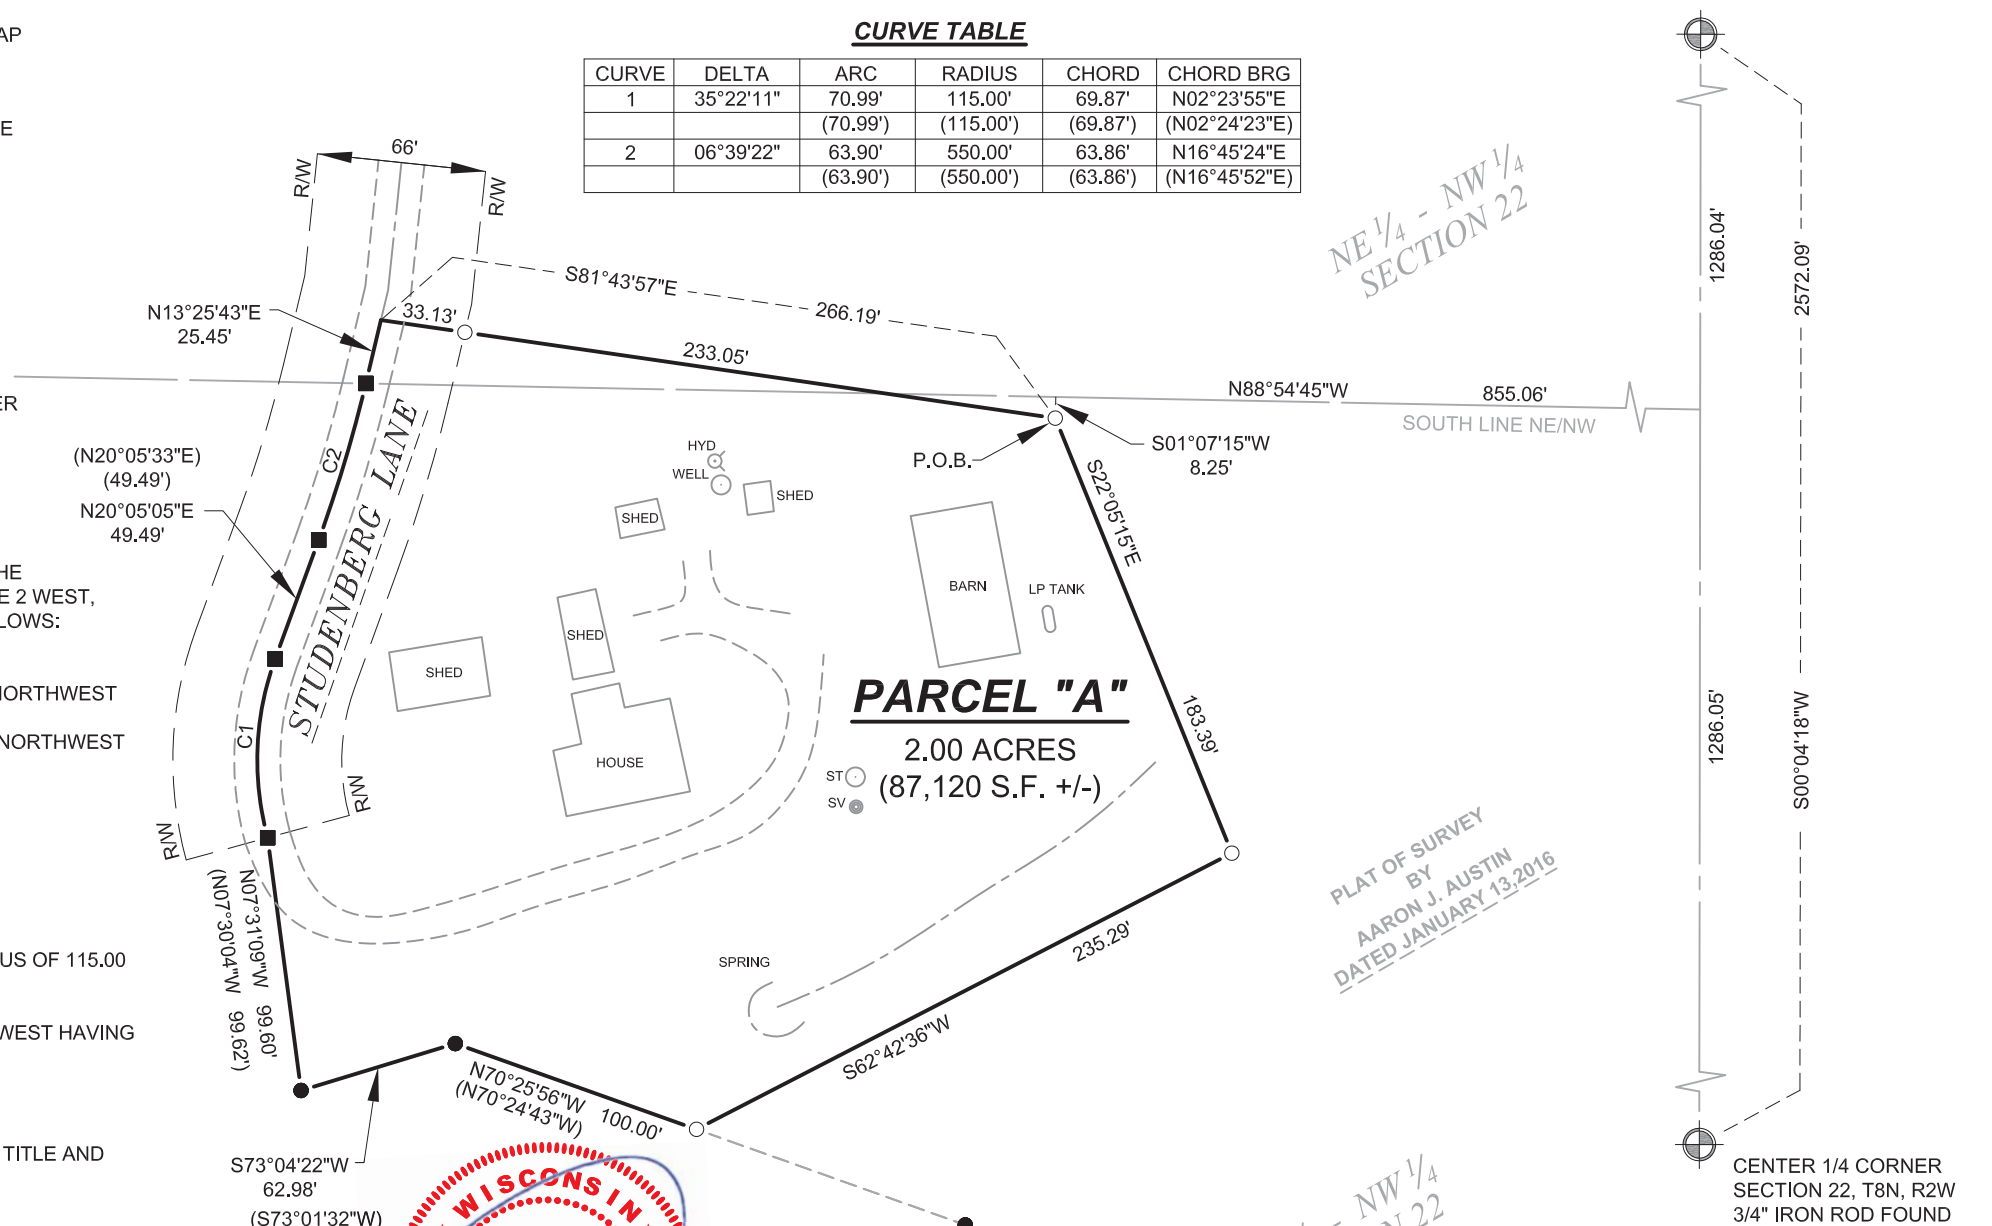 AP
E
ER
HE
E 2 WEST,
LOWS:
NORTHWEST
NORTHWEST
US OF 115.00
WEST HAVING
TITLE AND
CURVE TABLE
CURVE DELTA ARC RADIUS CHORD CHORD BRG
1 35°22'11" 70.99' 115.00' 69.87' N02°23'55"E
(70.99') (115.00') (69.87') (N02°24'23"E)
2 06°39'22" 63.90' 550.00' 63.86' N16°45'24"E
(63.90') (550.00') (63.86') (N16°45'52"E)
66'
R/W
R/W
NE 1/4 - NW 1/4
SECTION 22
1286.04'
2572.09'
S81°43'57"E
266.19'
N13°25'43"E
25.45'
33.13'
233.05'
N88°54'45"W
855.06'
SOUTH LINE NE/NW
(N20°05'33"E)
(49.49')
N20°05'05"E
49.49'
C2
STUDENBERG LANE
HYD
WELL
SHED
SHED
P.O.B.
S01°07'15"W
8.25'
S22°05'15"E
183.39'
BARN
LP TANK
SHED
SHED
HOUSE
PARCEL "A"
2.00 ACRES
(87,120 S.F. +/-)
ST
SV
C1
R/W
R/W
1286.05'
S00°04'18"W
N07°31'09"W 99.60'
(N07°30'04"W 99.62')
SPRING
235.29'
S62°42'36"W
PLAT OF SURVEY
BY
AARON J. AUSTIN
DATED JANUARY 13,2016
N70°25'56"W 100.00'
(N70°24'43"W)
S73°04'22"W
62.98'
(S73°01'32"W)
WISCONSIN
NW 1/4
22
CENTER 1/4 CORNER
SECTION 22, T8N, R2W
3/4" IRON ROD FOUND